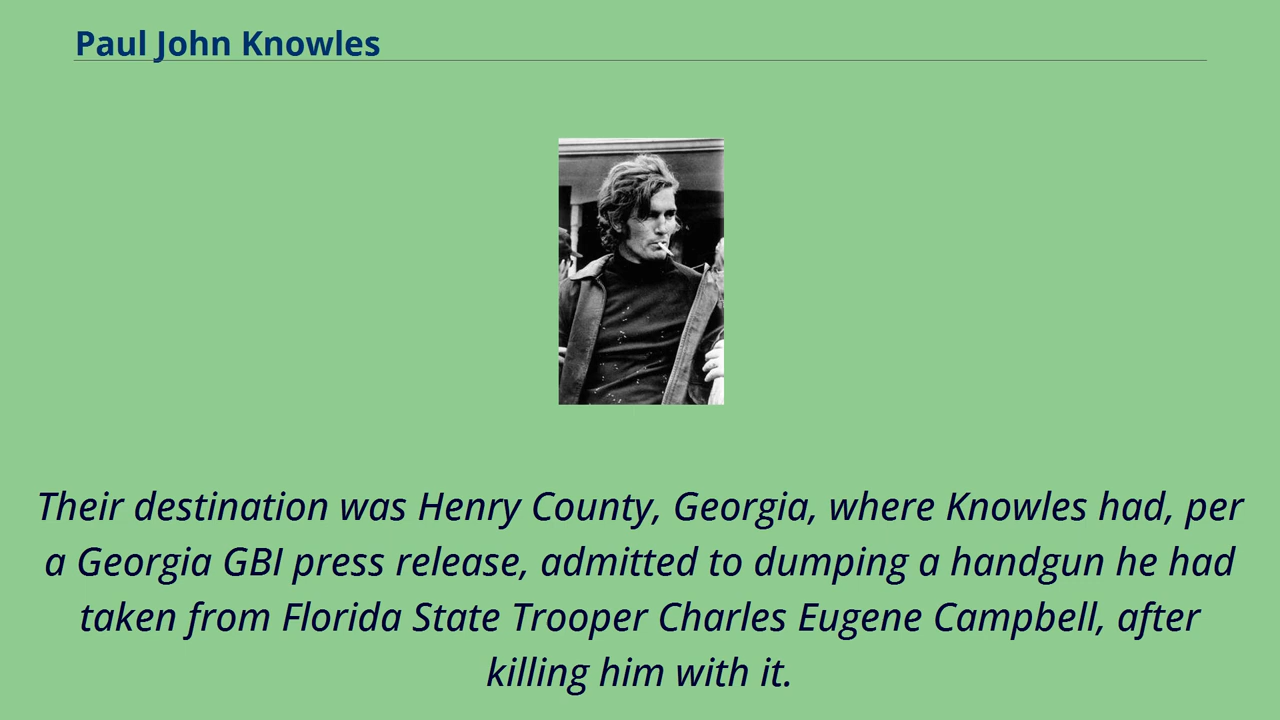 Paul John Knowles
Their destination was Henry County, Georgia, where Knowles had, per
a Georgia GBI press release, admitted to dumping a handgun he had
taken from Florida State Trooper Charles Eugene Campbell, after
killing him with it.